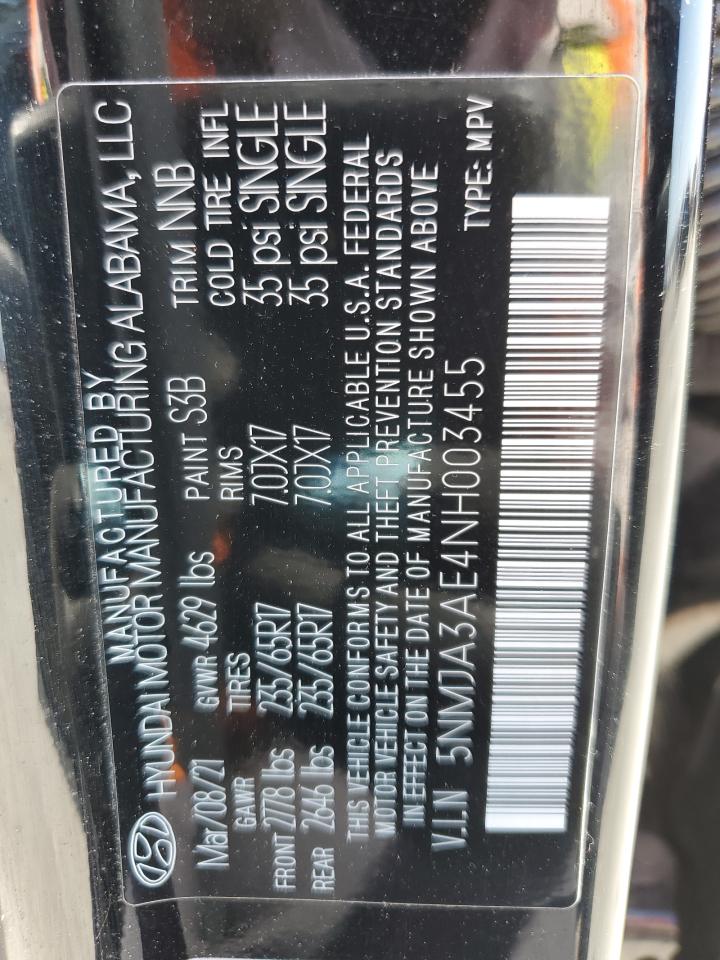 MANUFACTURED BY
HYUNDAI MOTOR MANUFACTURING ALABAMA, LLC
Mar/08/21 GVWR 4629 lbs PAINT S3B TRIM NNB
GAWR TIRES RIMS COLD TIRE INFL
FRONT 2778 lbs 235/65R17 7.0JX17 35 psi SINGLE
REAR 2646 lbs 235/65R17 7.0JX17 35 psi SINGLE
THIS VEHICLE CONFORMS TO ALL APPLICABLE U.S.A. FEDERAL
MOTOR VEHICLE SAFETY AND THEFT PREVENTION STANDARDS
IN EFFECT ON THE DATE OF MANUFACTURE SHOWN ABOVE
V.I.N 5NMJA3AE4NH003455 TYPE: MPV